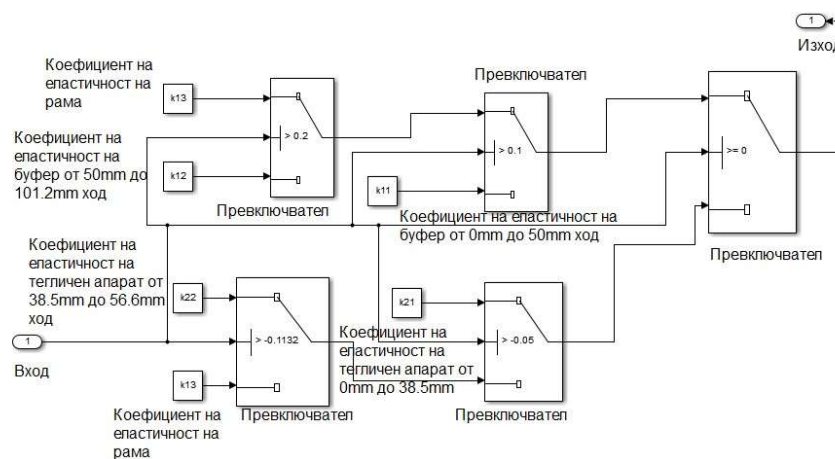 1
Изход
Превключвател
Коефициент на
еластичност на
рама
k13
> 0.2
> 0.1
>= 0
Коефициент на
еластичност на
буфер от 50mm до
101.2mm ход
k12
k11
Превключвател
Коефициент на еластичност на
буфер от 0mm до 50mm ход
Превключвател
Коефициент на
еластичност на
тегличен апарат от
38.5mm до 56.6mm
ход
k22
k21
1
Вход
> -0.1132
Коефициент на
еластичност на
тегличен апарат от
0mm до 38.5mm
> -0.05
k13
Превключвател
Превключвател
Коефициент на
еластичност на
рама